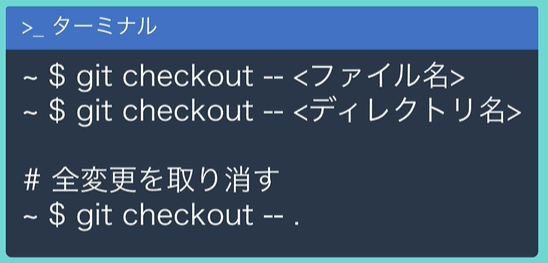 >_ ターミナル
~ $ git checkout -- <ファイル名>
~ $ git checkout -- <ディレクトリ名>
# 全変更を取り消す
~ $ git checkout -- .